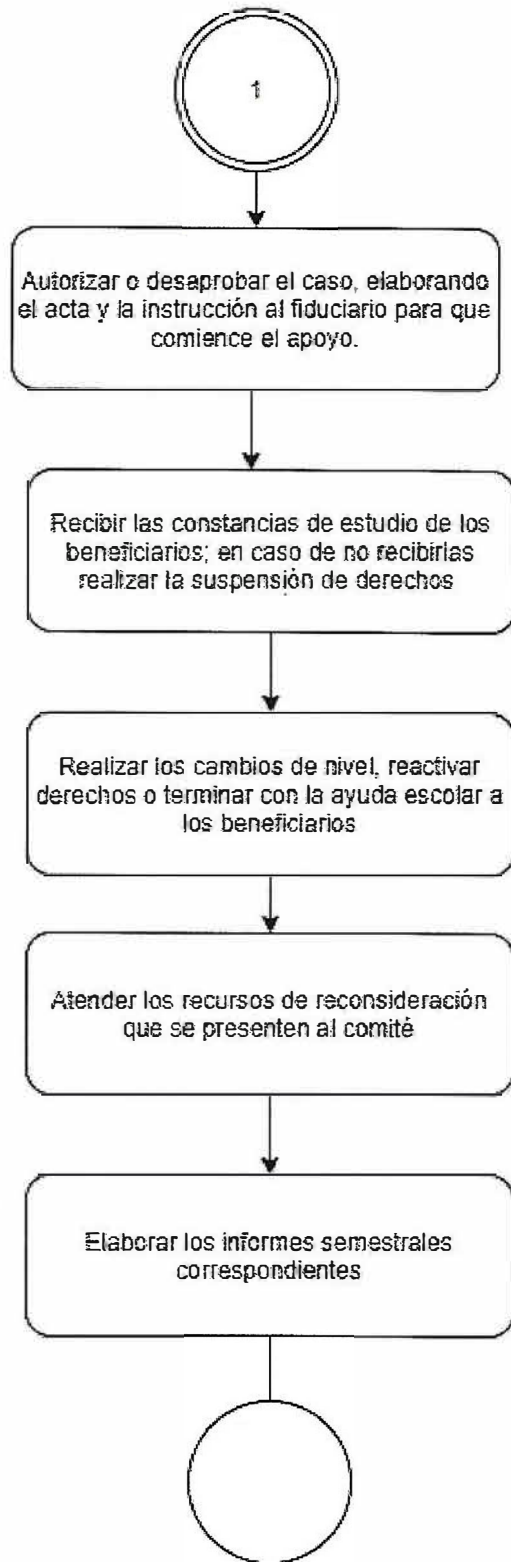 1
Autorizar o desaprobar el caso, elaborando
el acta y la instrucción al fiduciario para que
comience el apoyo.
Recibir las constancias de estudio de los
beneficiarios; en caso de no recibirlas
realizar la suspensión de derechos
Realizar los cambios de nivel, reactivar
derechos o terminar con la ayuda escolar a
los beneficiarios
Atender los recursos de reconsideración
que se presenten al comité
Elaborar los informes semestrales
correspondientes